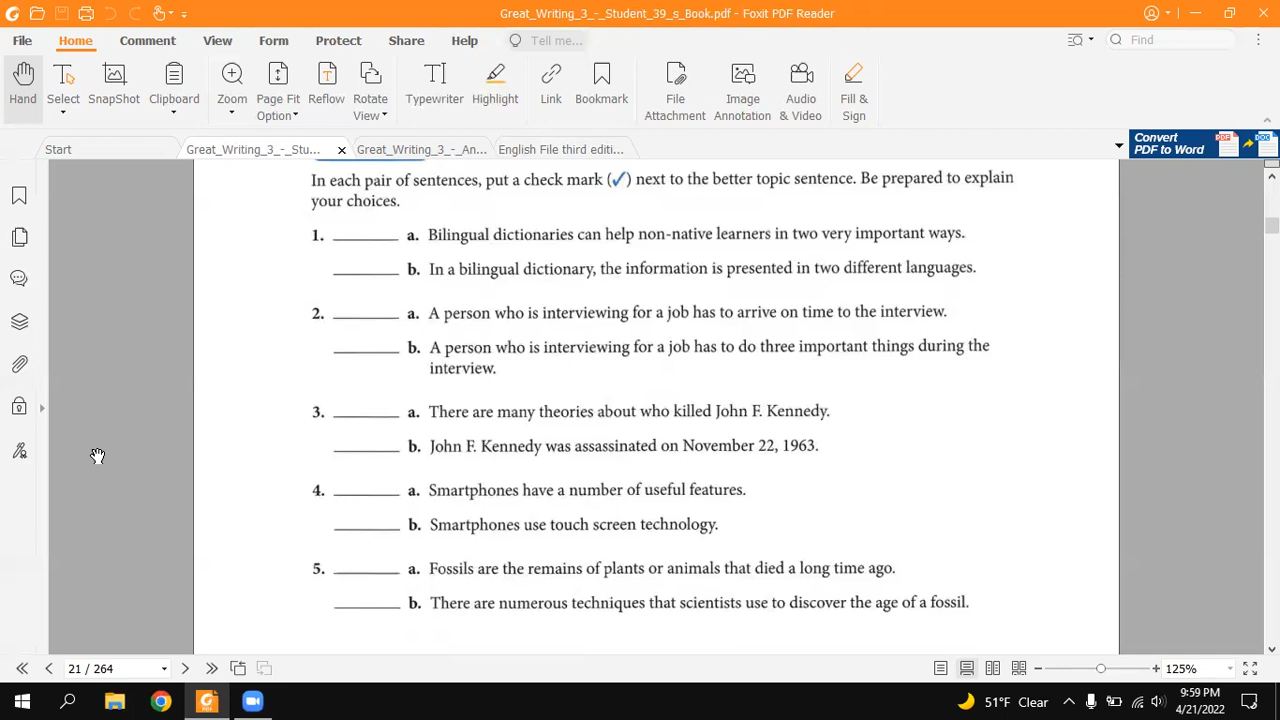 Great_Writing_3_-_Student_39_s_Book.pdf - Foxit PDF Reader
File Home Comment View Form Protect Share Help Tell me... Find
Hand Select SnapShot Clipboard Zoom Page Fit Option Reflow Rotate View Typewriter Highlight Link Bookmark File Attachment Image Annotation Audio & Video Fill & Sign
Start Great_Writing_3_-_Stu... Great_Writing_3_-_An... English File third editi... Convert PDF to Word
In each pair of sentences, put a check mark (✓) next to the better topic sentence. Be prepared to explain
your choices.
1. ______ a. Bilingual dictionaries can help non-native learners in two very important ways.
______ b. In a bilingual dictionary, the information is presented in two different languages.
2. ______ a. A person who is interviewing for a job has to arrive on time to the interview.
______ b. A person who is interviewing for a job has to do three important things during the
interview.
3. ______ a. There are many theories about who killed John F. Kennedy.
______ b. John F. Kennedy was assassinated on November 22, 1963.
4. ______ a. Smartphones have a number of useful features.
______ b. Smartphones use touch screen technology.
5. ______ a. Fossils are the remains of plants or animals that died a long time ago.
______ b. There are numerous techniques that scientists use to discover the age of a fossil.
21 / 264 125%
51°F Clear 9:59 PM
4/21/2022